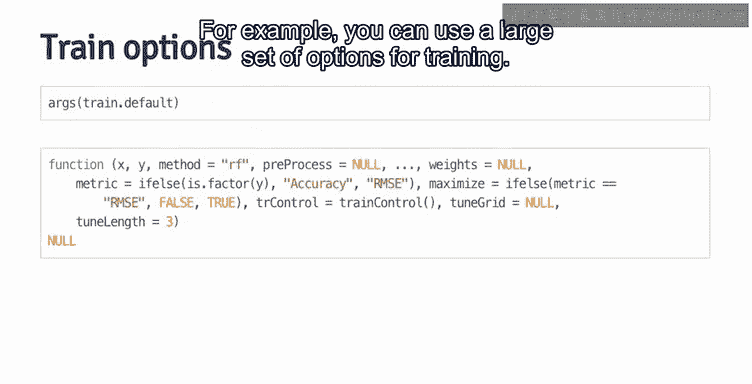 For example, you can use a large
set of options for training.
Train options
args(train.default)
function (x, y, method = "rf", preProcess = NULL, ..., weights = NULL,
metric = ifelse(is.factor(y), "Accuracy", "RMSE"), maximize = ifelse(metric ==
"RMSE", FALSE, TRUE), trControl = trainControl(), tuneGrid = NULL,
tuneLength = 3)
NULL